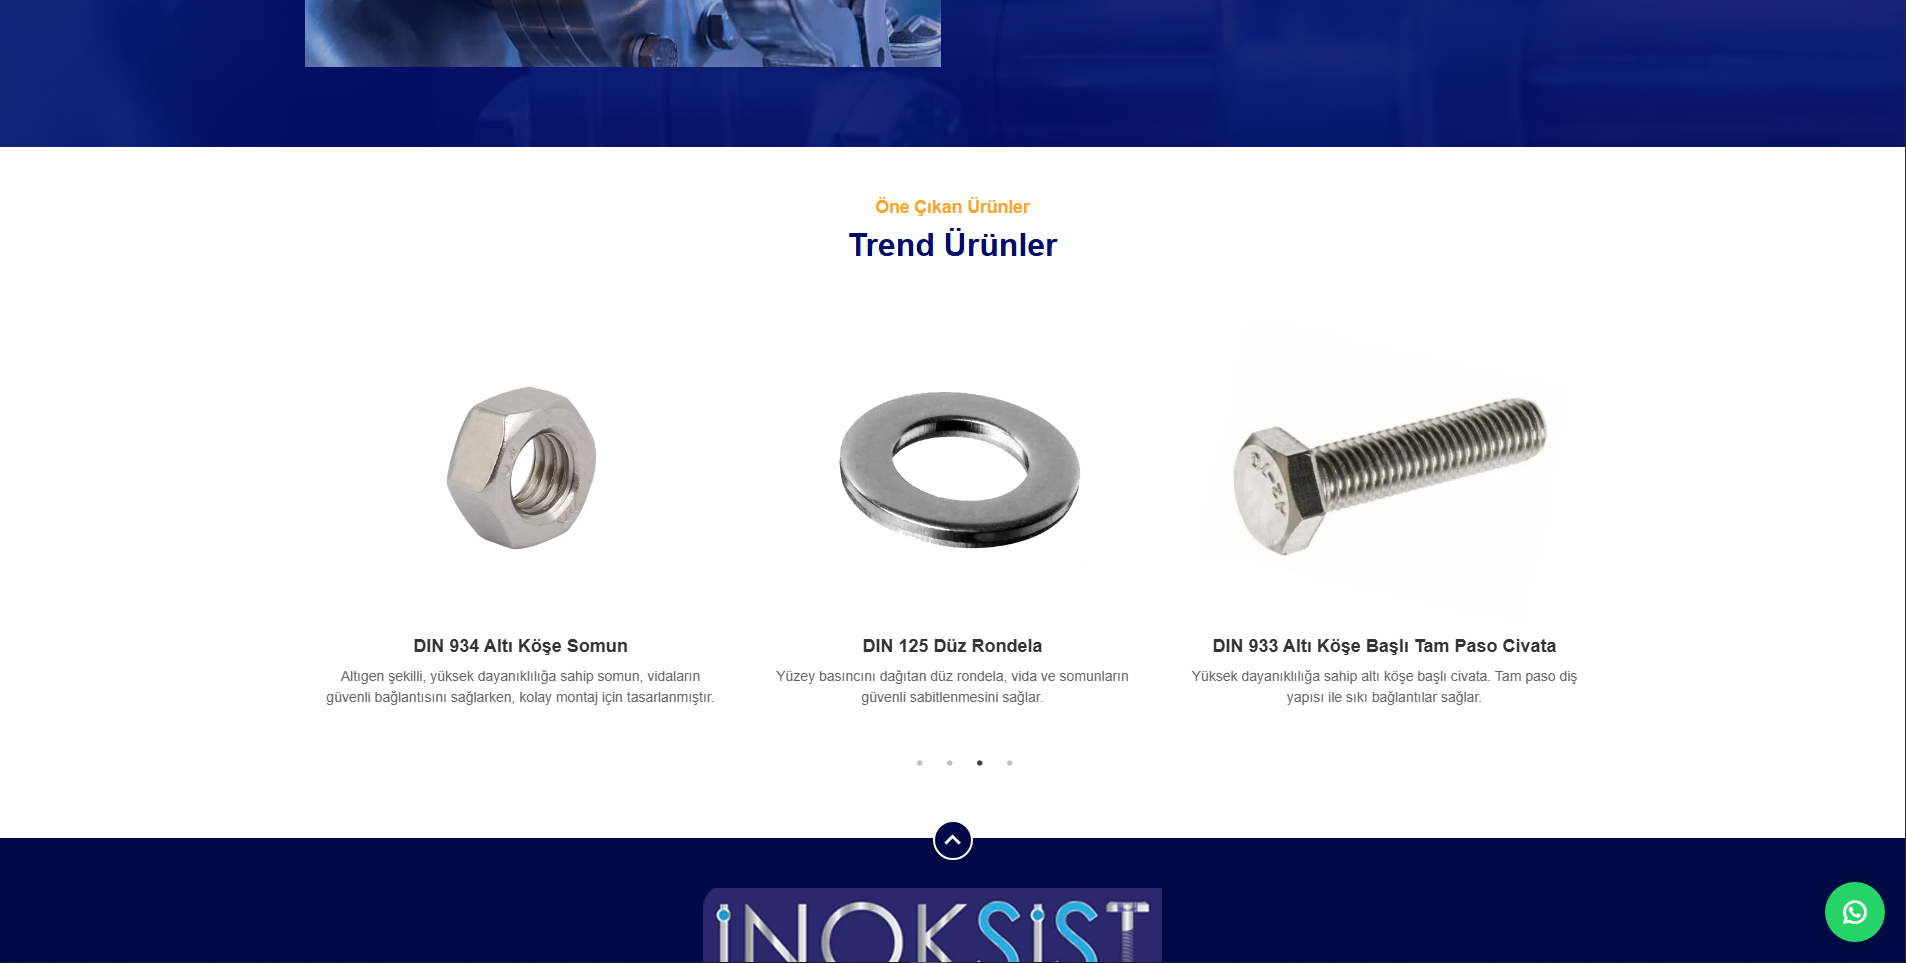 Öne Çıkan Ürünler
Trend Ürünler
DIN 934 Altı Köşe Somun
Altıgen şekilli, yüksek dayanıklılığa sahip somun, vidaların
güvenli bağlantısını sağlarken, kolay montaj için tasarlanmıştır.
DIN 125 Düz Rondela
Yüzey basıncını dağıtan düz rondela, vida ve somunların
güvenli sabitlenmesini sağlar.
A2-70
DIN 933 Altı Köşe Başlı Tam Paso Civata
Yüksek dayanıklılığa sahip altı köşe başlı civata. Tam paso diş
yapısı ile sıkı bağlantılar sağlar.
iNOKSiST